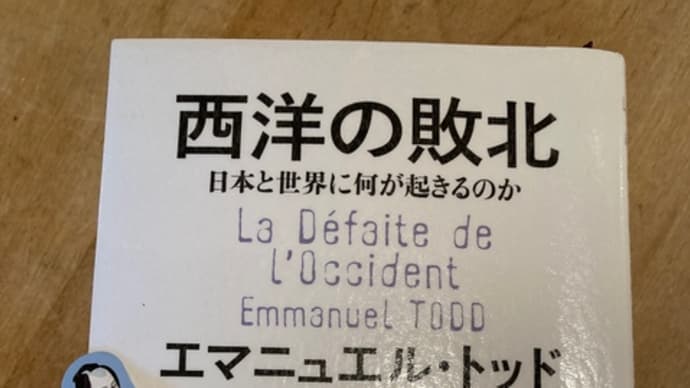 西洋の敗北
日本と世界に何が起きるのか
La Défaite de
l'Occident
Emmanuel TODD
エマニュエル・トッド